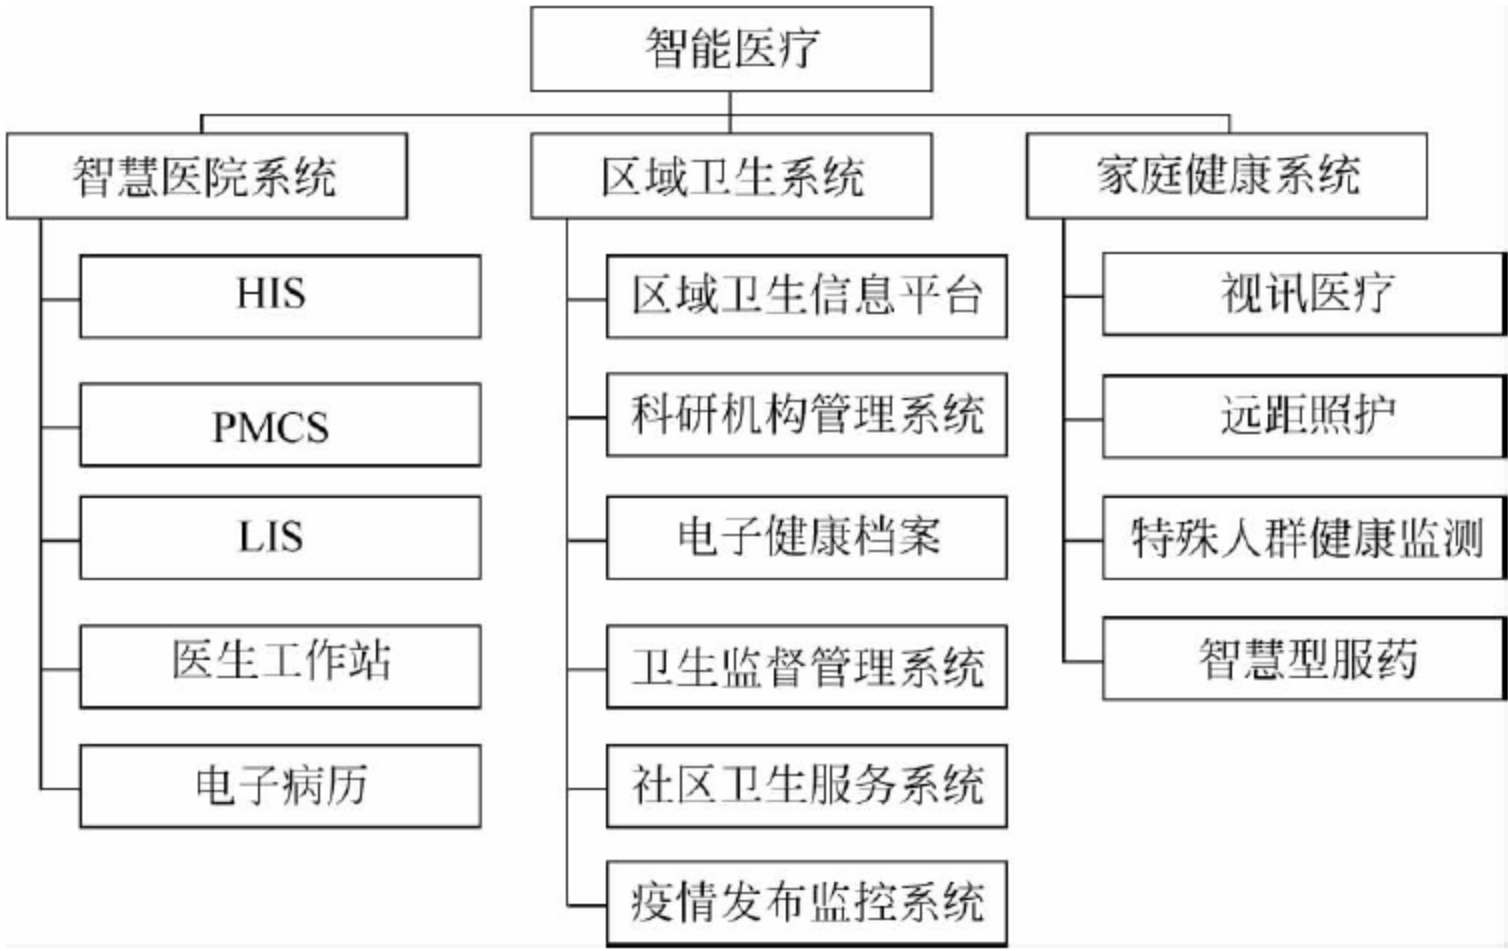 智能医疗
智慧医院系统
HIS
PMCS
LIS
医生工作站
电子病历
区域卫生系统
区域卫生信息平台
科研机构管理系统
电子健康档案
卫生监督管理系统
社区卫生服务系统
疫情发布监控系统
家庭健康系统
视讯医疗
远距照护
特殊人群健康监测
智慧型服药